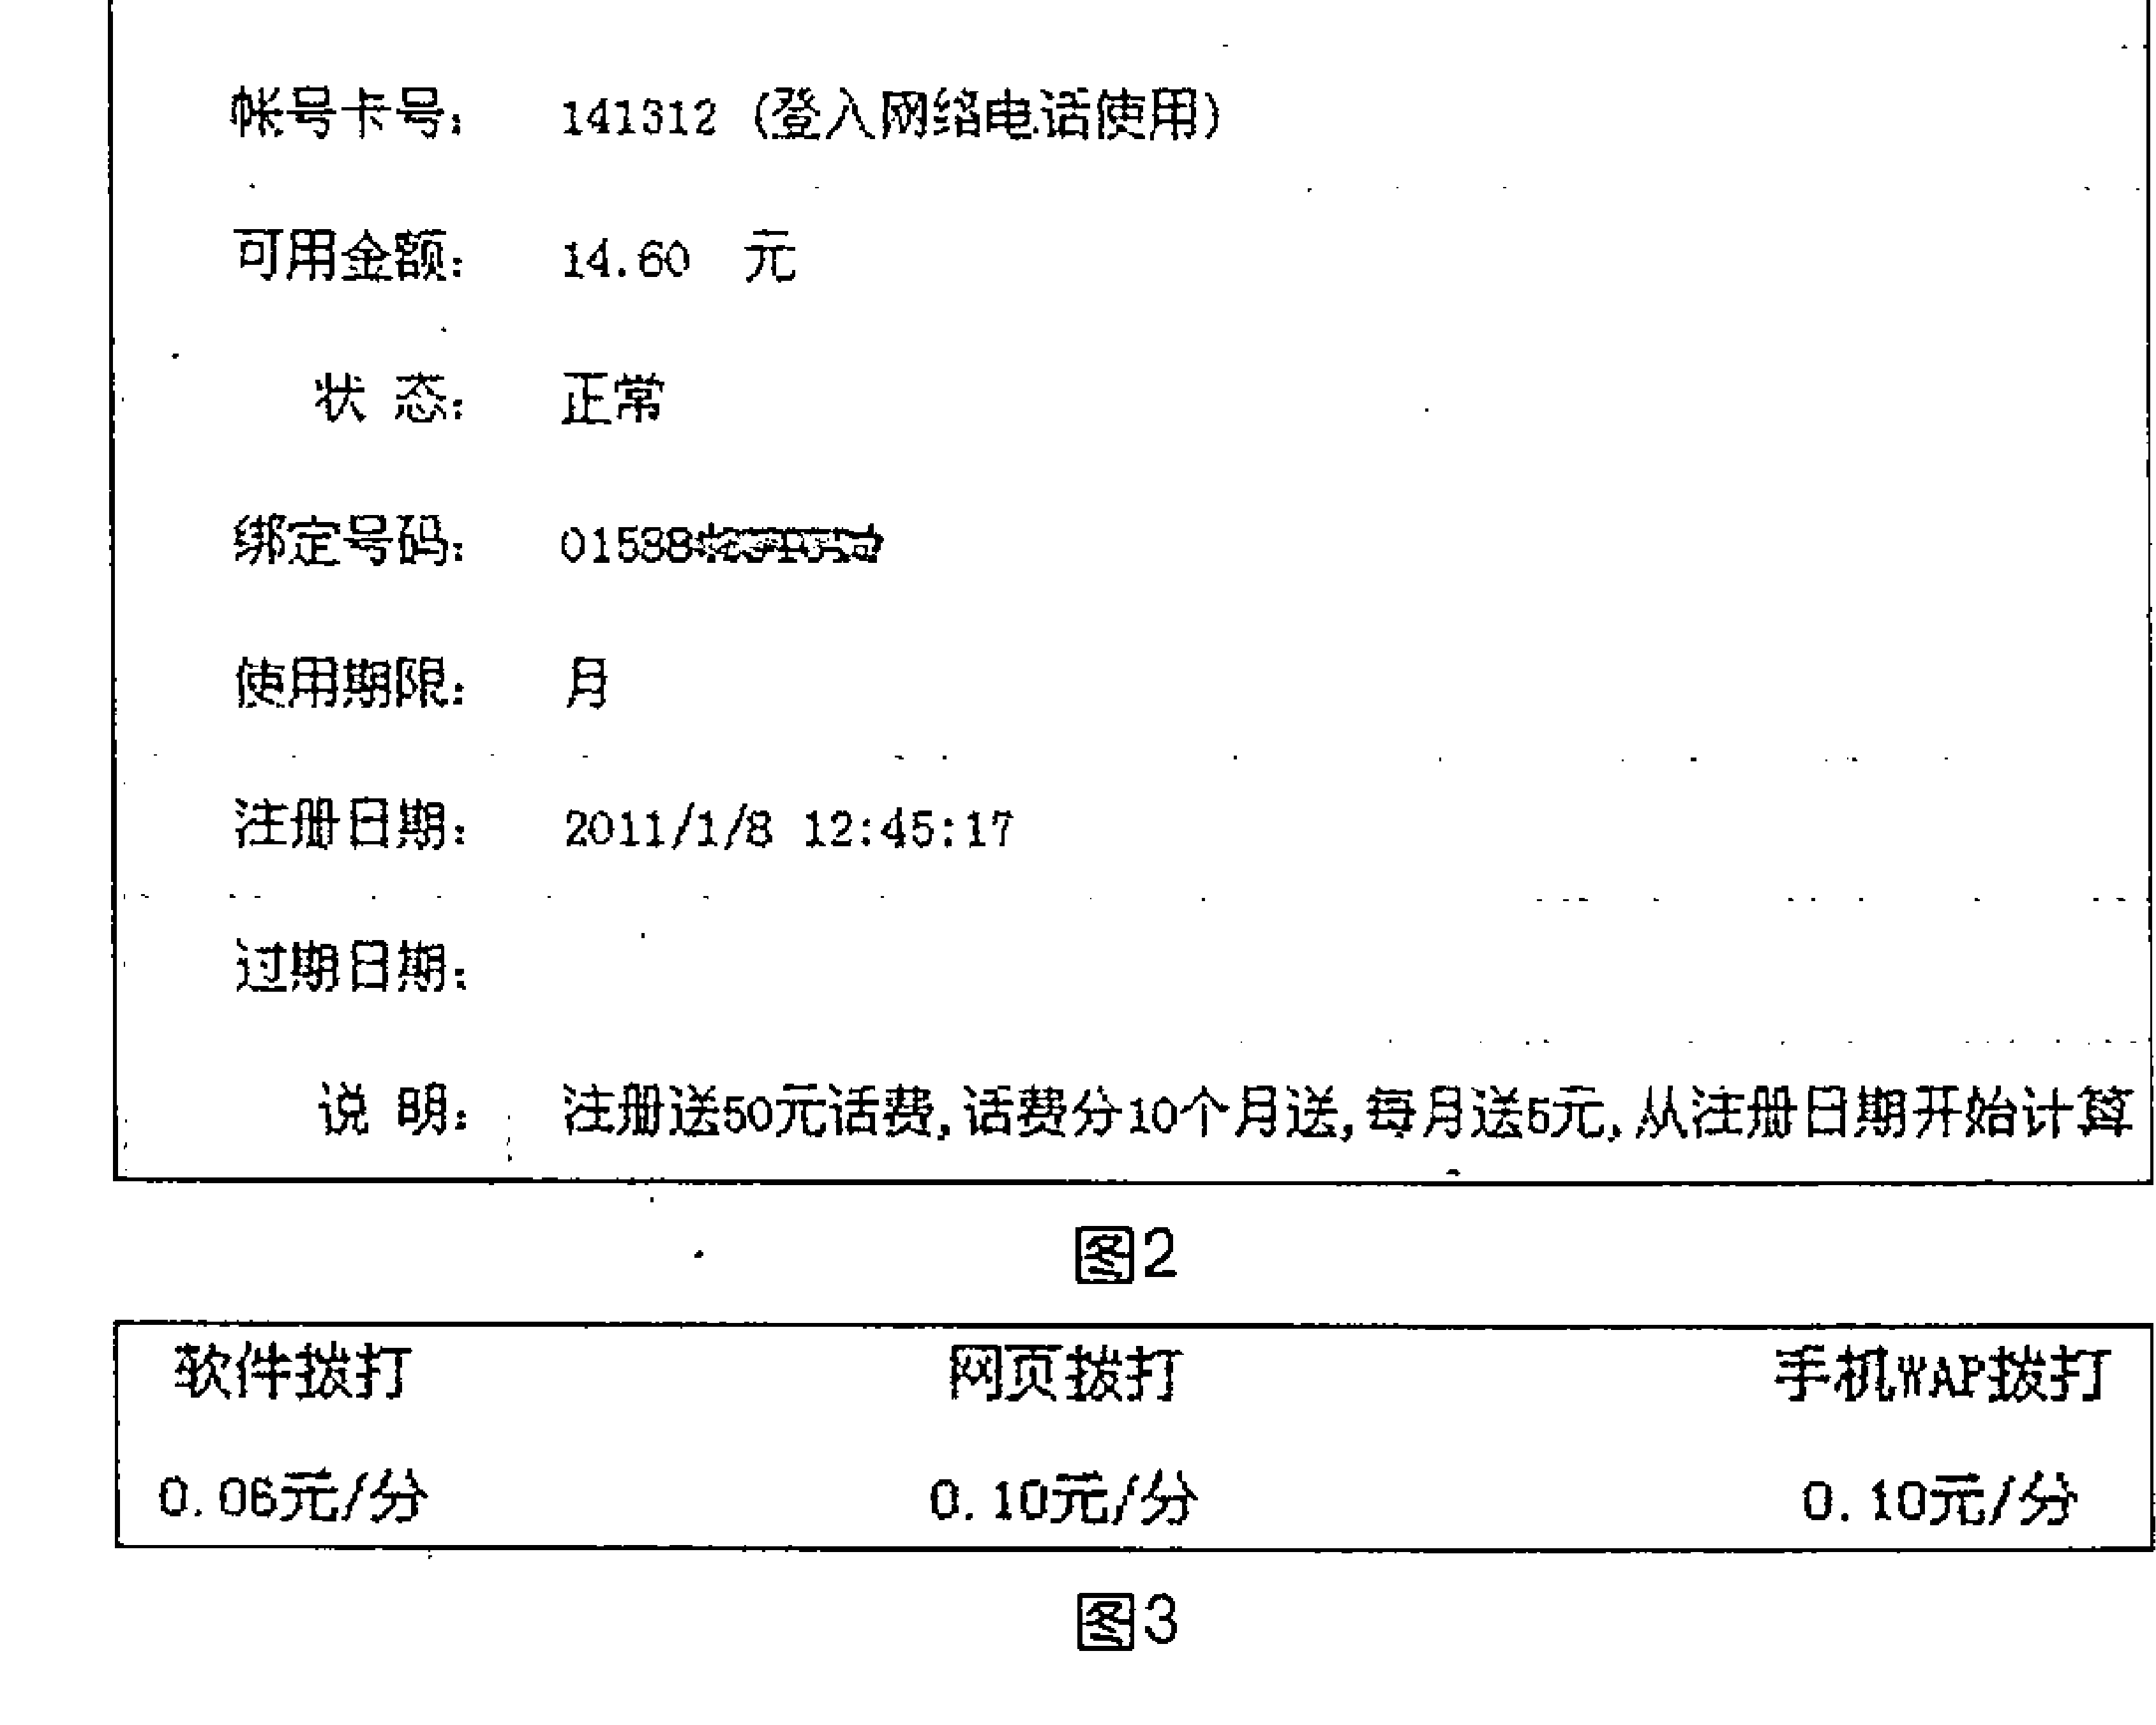 帐号卡号: 141312 (登入网络电话使用)
可用金额: 14.60 元
状 态: 正常
绑定号码: 01588
使用期限: 月
注册日期: 2011/1/8 12:45:17
过期日期:
说 明: 注册送50元话费,话费分10个月送,每月送5元,从注册日期开始计算
图2
软件拨打 网页拨打 手机WAP拨打
0.06元/分 0.10元/分 0.10元/分
图3